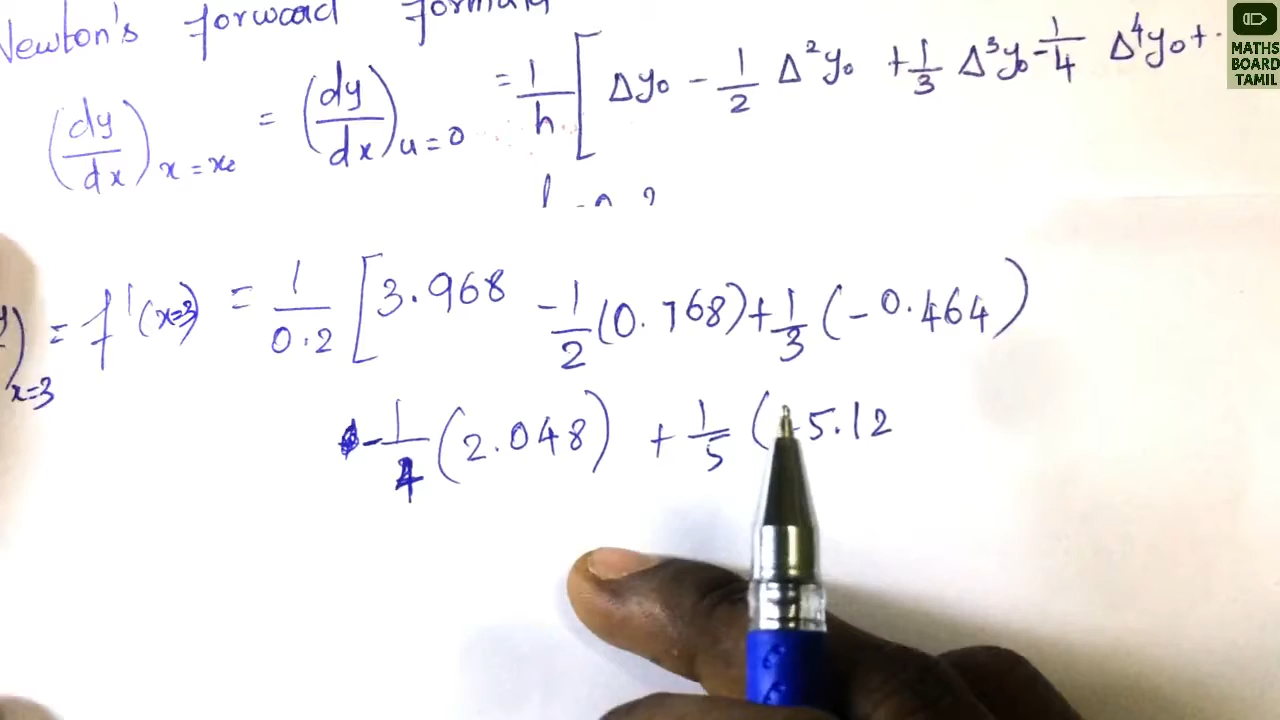 Newton's forward formula
(dy/dx) x = x₀ = (dy/dx) u = 0 = 1/h [ Δy₀ - 1/2 Δ²y₀ + 1/3 Δ³y₀ - 1/4 Δ⁴y₀ + ·
) x=3 = f'(x=3) = 1/0.2 [ 3.968 - 1/2 (0.768) + 1/3 (-0.464)
- 1/4 (2.048) + 1/5 (-5.12
MATHS
BOARD
TAMIL